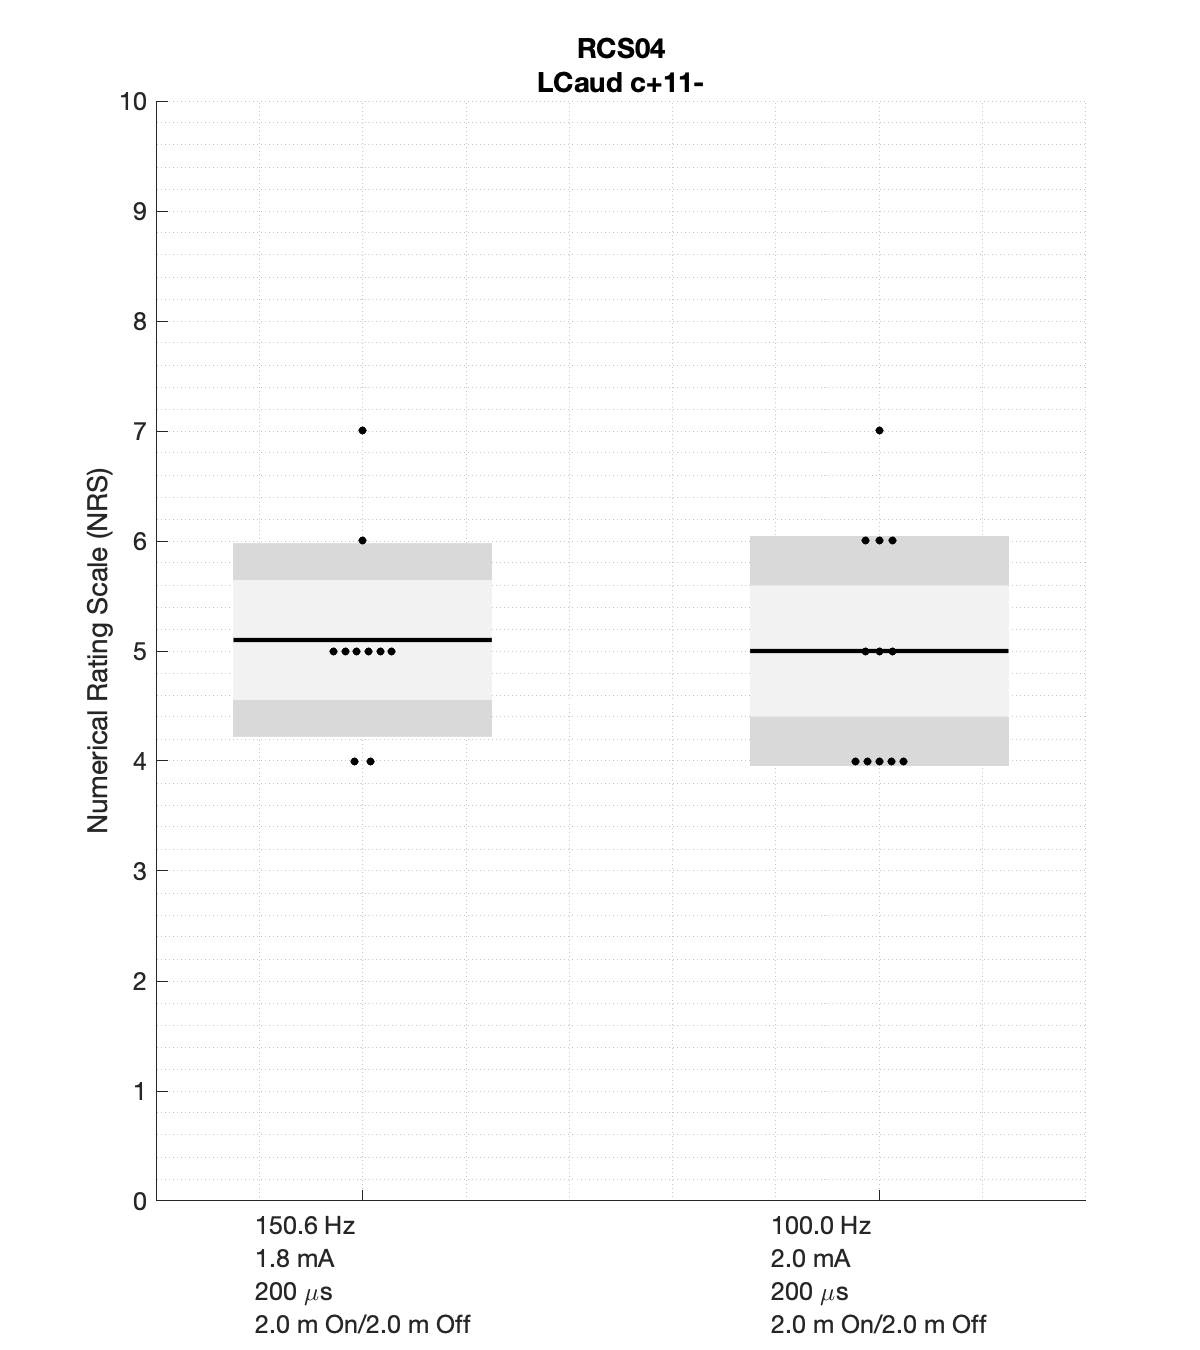 RCS04
LCaud c+11-
10
9
8
7
6
5
4
3
2
1
0
Numerical Rating Scale (NRS)
150.6 Hz
1.8 mA
200 μs
2.0 m On/2.0 m Off
100.0 Hz
2.0 mA
200 μs
2.0 m On/2.0 m Off